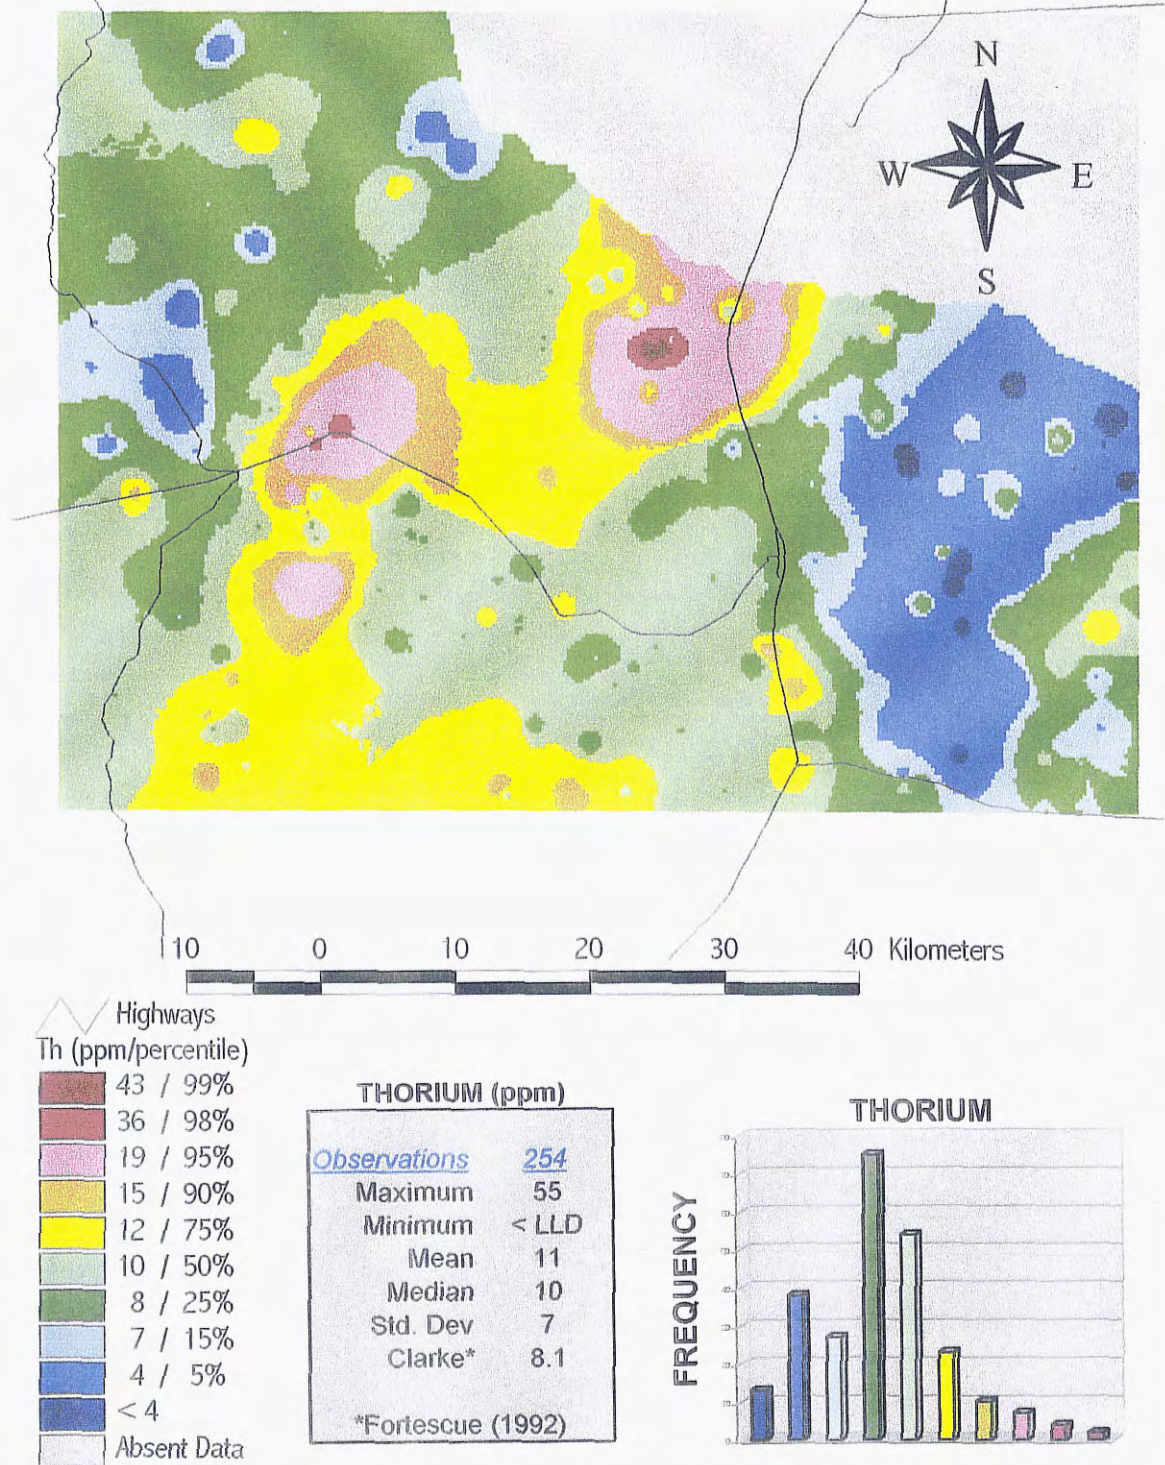 N
W E
S
10 0 10 20 30 40 Kilometers
Highways
Th (ppm/percentile)
43 / 99%
36 / 98%
19 / 95%
15 / 90%
12 / 75%
10 / 50%
8 / 25%
7 / 15%
4 / 5%
< 4
Absent Data
THORIUM (ppm)
Observations 254
Maximum 55
Minimum < LLD
Mean 11
Median 10
Std. Dev 7
Clarke* 8.1
*Fortescue (1992)
THORIUM
FREQUENCY